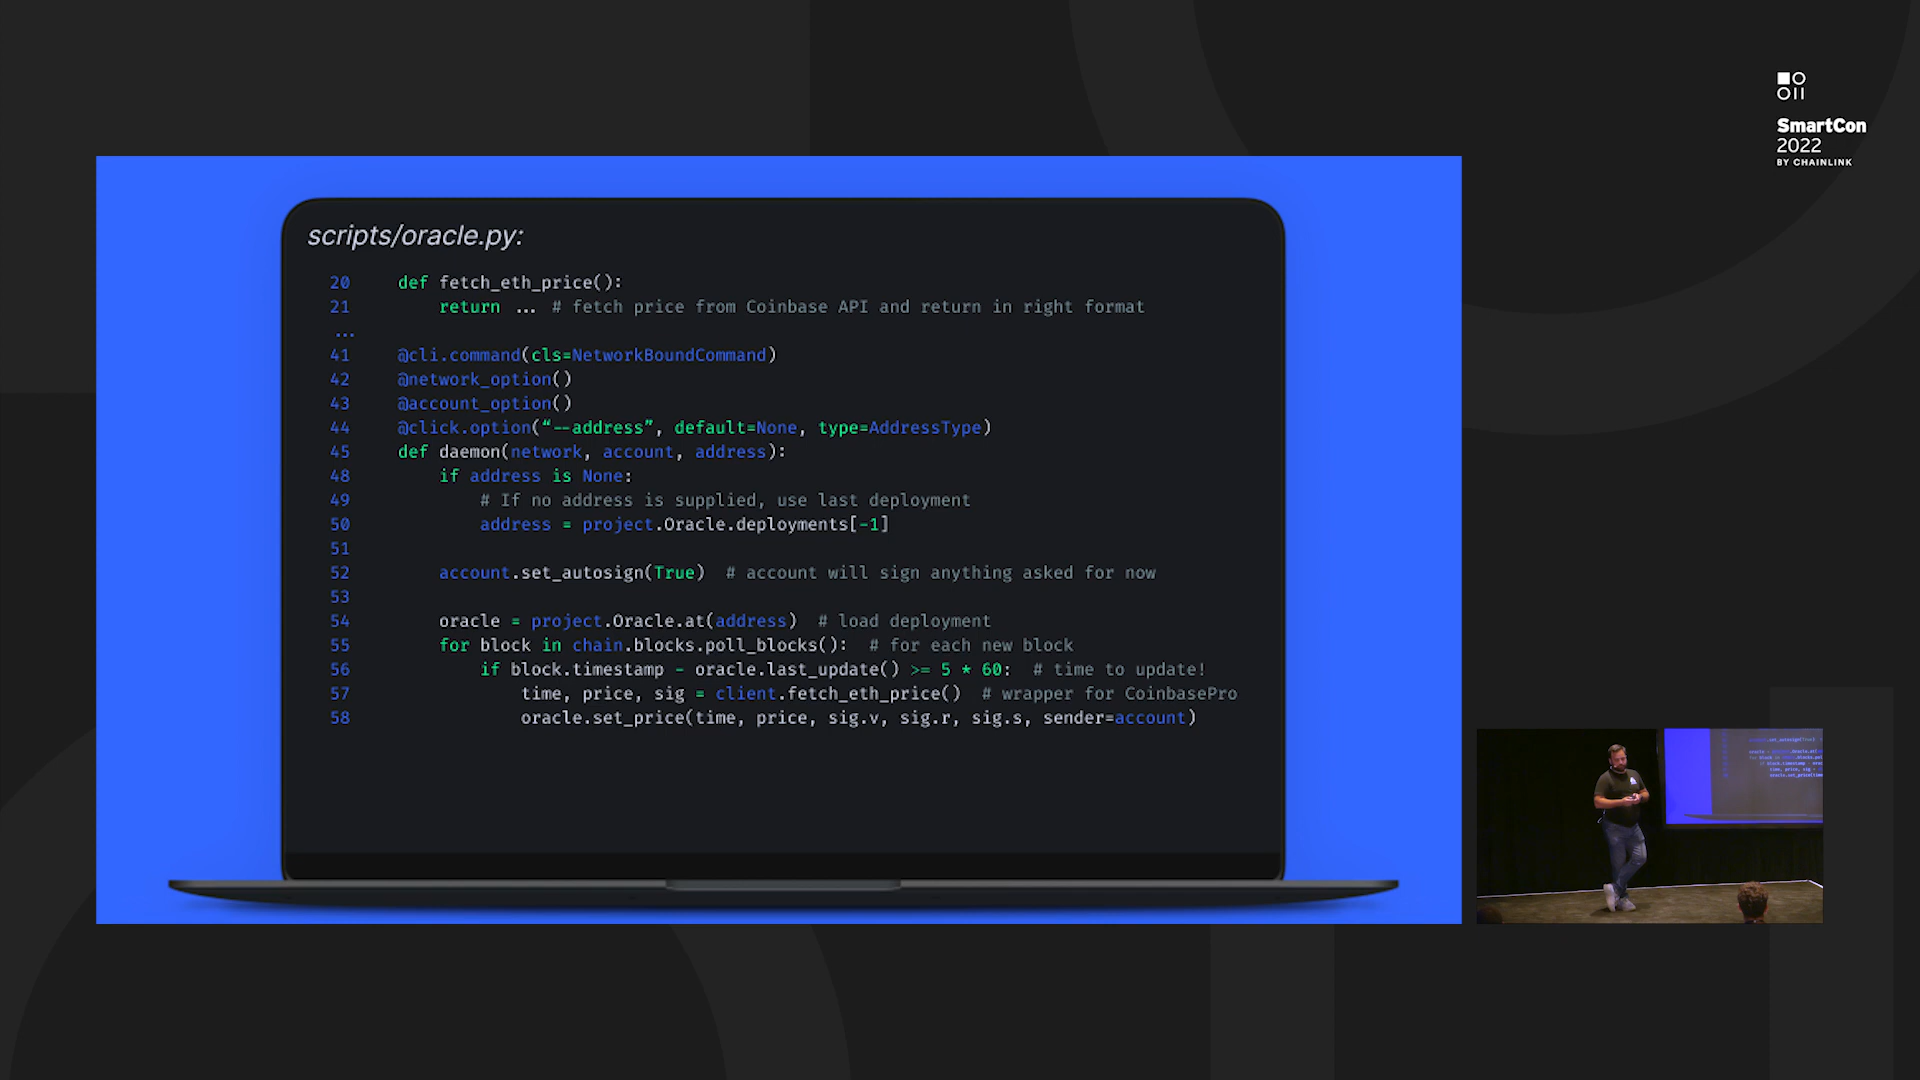 SmartCon
2022
BY CHAINLINK
scripts/oracle.py:
20 def fetch_eth_price():
21 return ... # fetch price from Coinbase API and return in right format
...
41 @cli.command(cls=NetworkBoundCommand)
42 @network_option()
43 @account_option()
44 @click.option(“--address”, default=None, type=AddressType)
45 def daemon(network, account, address):
48 if address is None:
49 # If no address is supplied, use last deployment
50 address = project.Oracle.deployments[-1]
51
52 account.set_autosign(True) # account will sign anything asked for now
53
54 oracle = project.Oracle.at(address) # load deployment
55 for block in chain.blocks.poll_blocks(): # for each new block
56 if block.timestamp - oracle.last_update() >= 5 * 60: # time to update!
57 time, price, sig = client.fetch_eth_price() # wrapper for CoinbasePro
58 oracle.set_price(time, price, sig.v, sig.r, sig.s, sender=account)